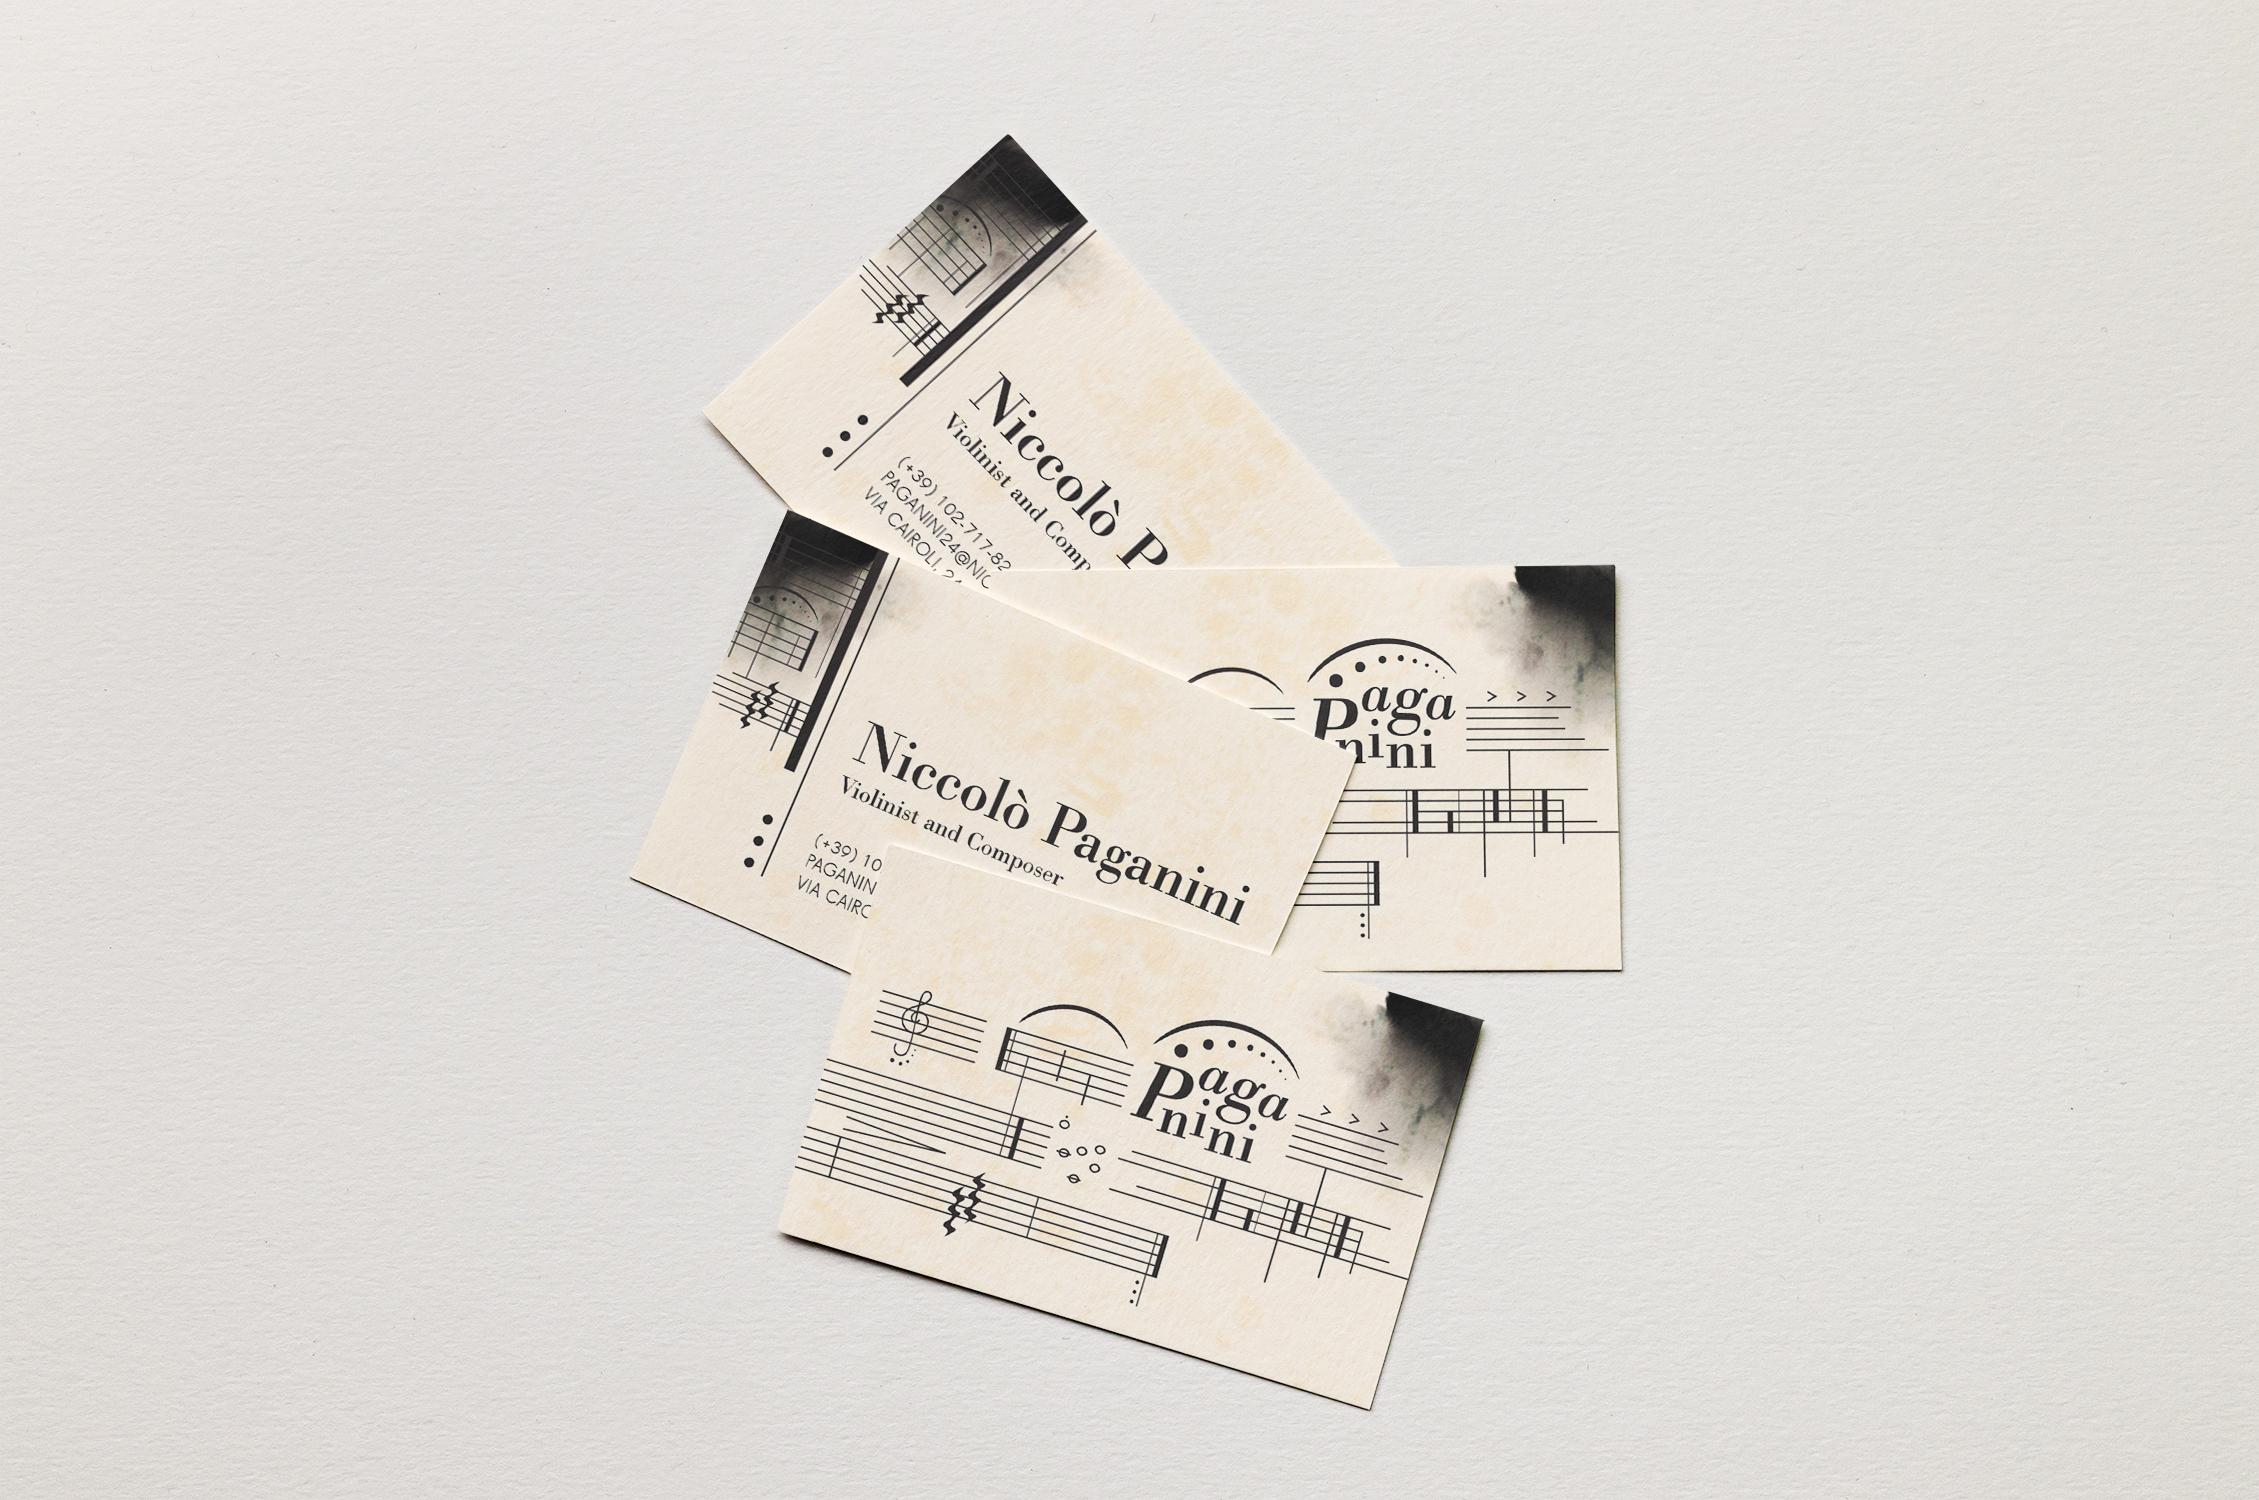 Niccolò P
Violinist and Comp
(+39) 102-717-82
PAGANINI24@NIC
VIA CAIROLI, 24
Paga
nini
Niccolò Paganini
Violinist and Composer
(+39) 10
PAGANIN
VIA CAIRO
Paga
nini